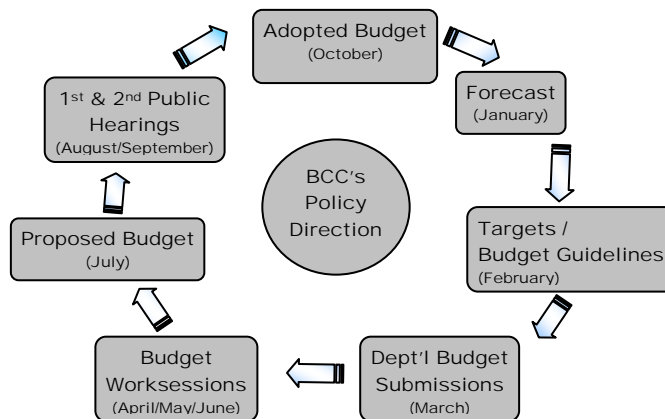 Adopted Budget
(October)
Forecast
(January)
Targets /
Budget Guidelines
(February)
Dept'l Budget
Submissions
(March)
Budget
Worksessions
(April/May/June)
Proposed Budget
(July)
1st & 2nd Public
Hearings
(August/September)
BCC's
Policy
Direction